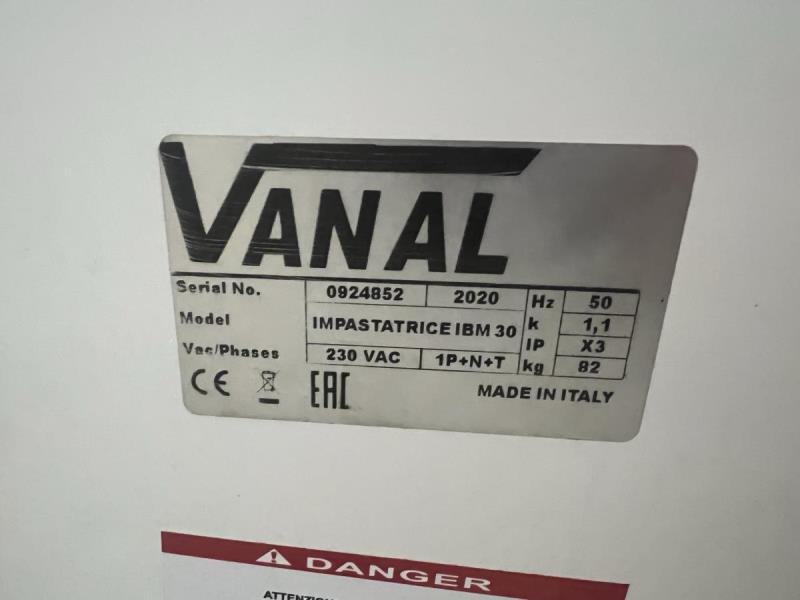 VANAL
Serial No. 0924852 2020 Hz 50
Model IMPASTATRICE IBM 30 k 1,1
IP X3
Vac/Phases 230 VAC 1P+N+T kg 82
CE EAC MADE IN ITALY
DANGER